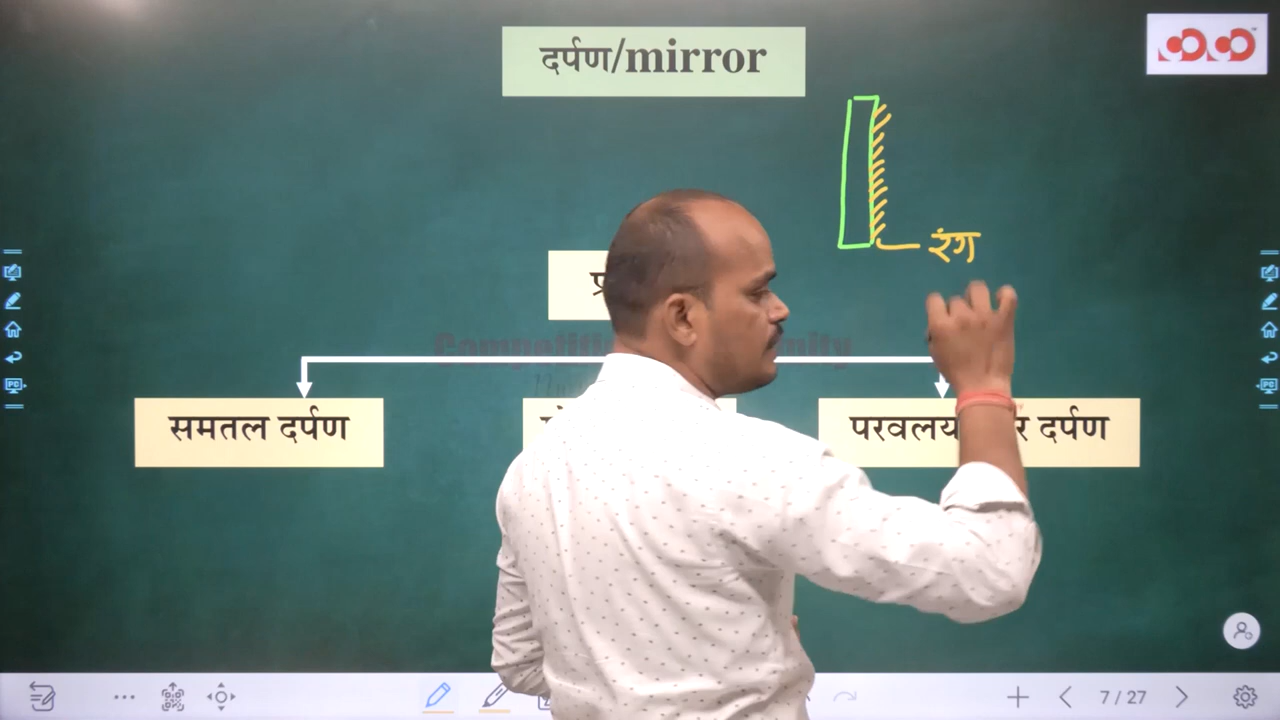 दर्पण/mirror
रंग
समतल दर्पण
दर्पण
7 / 27